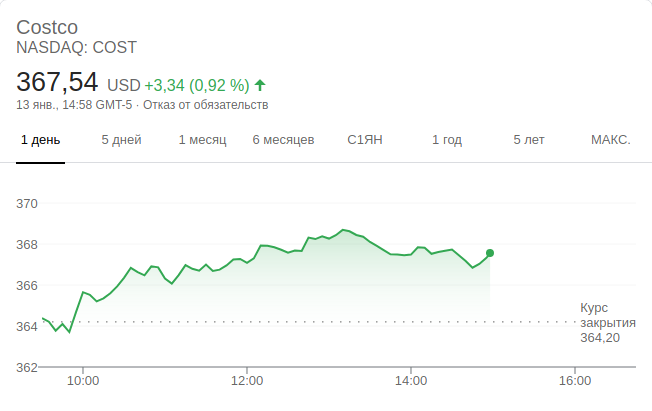 Costco
NASDAQ: COST
367,54 USD +3,34 (0,92 %)
13 янв., 14:58 GMT-5 · Отказ от обязательств
1 день 5 дней 1 месяц 6 месяцев С1ЯН 1 год 5 лет МАКС.
370
368
366
364
362
Курс
закрытия
364,20
10:00 12:00 14:00 16:00